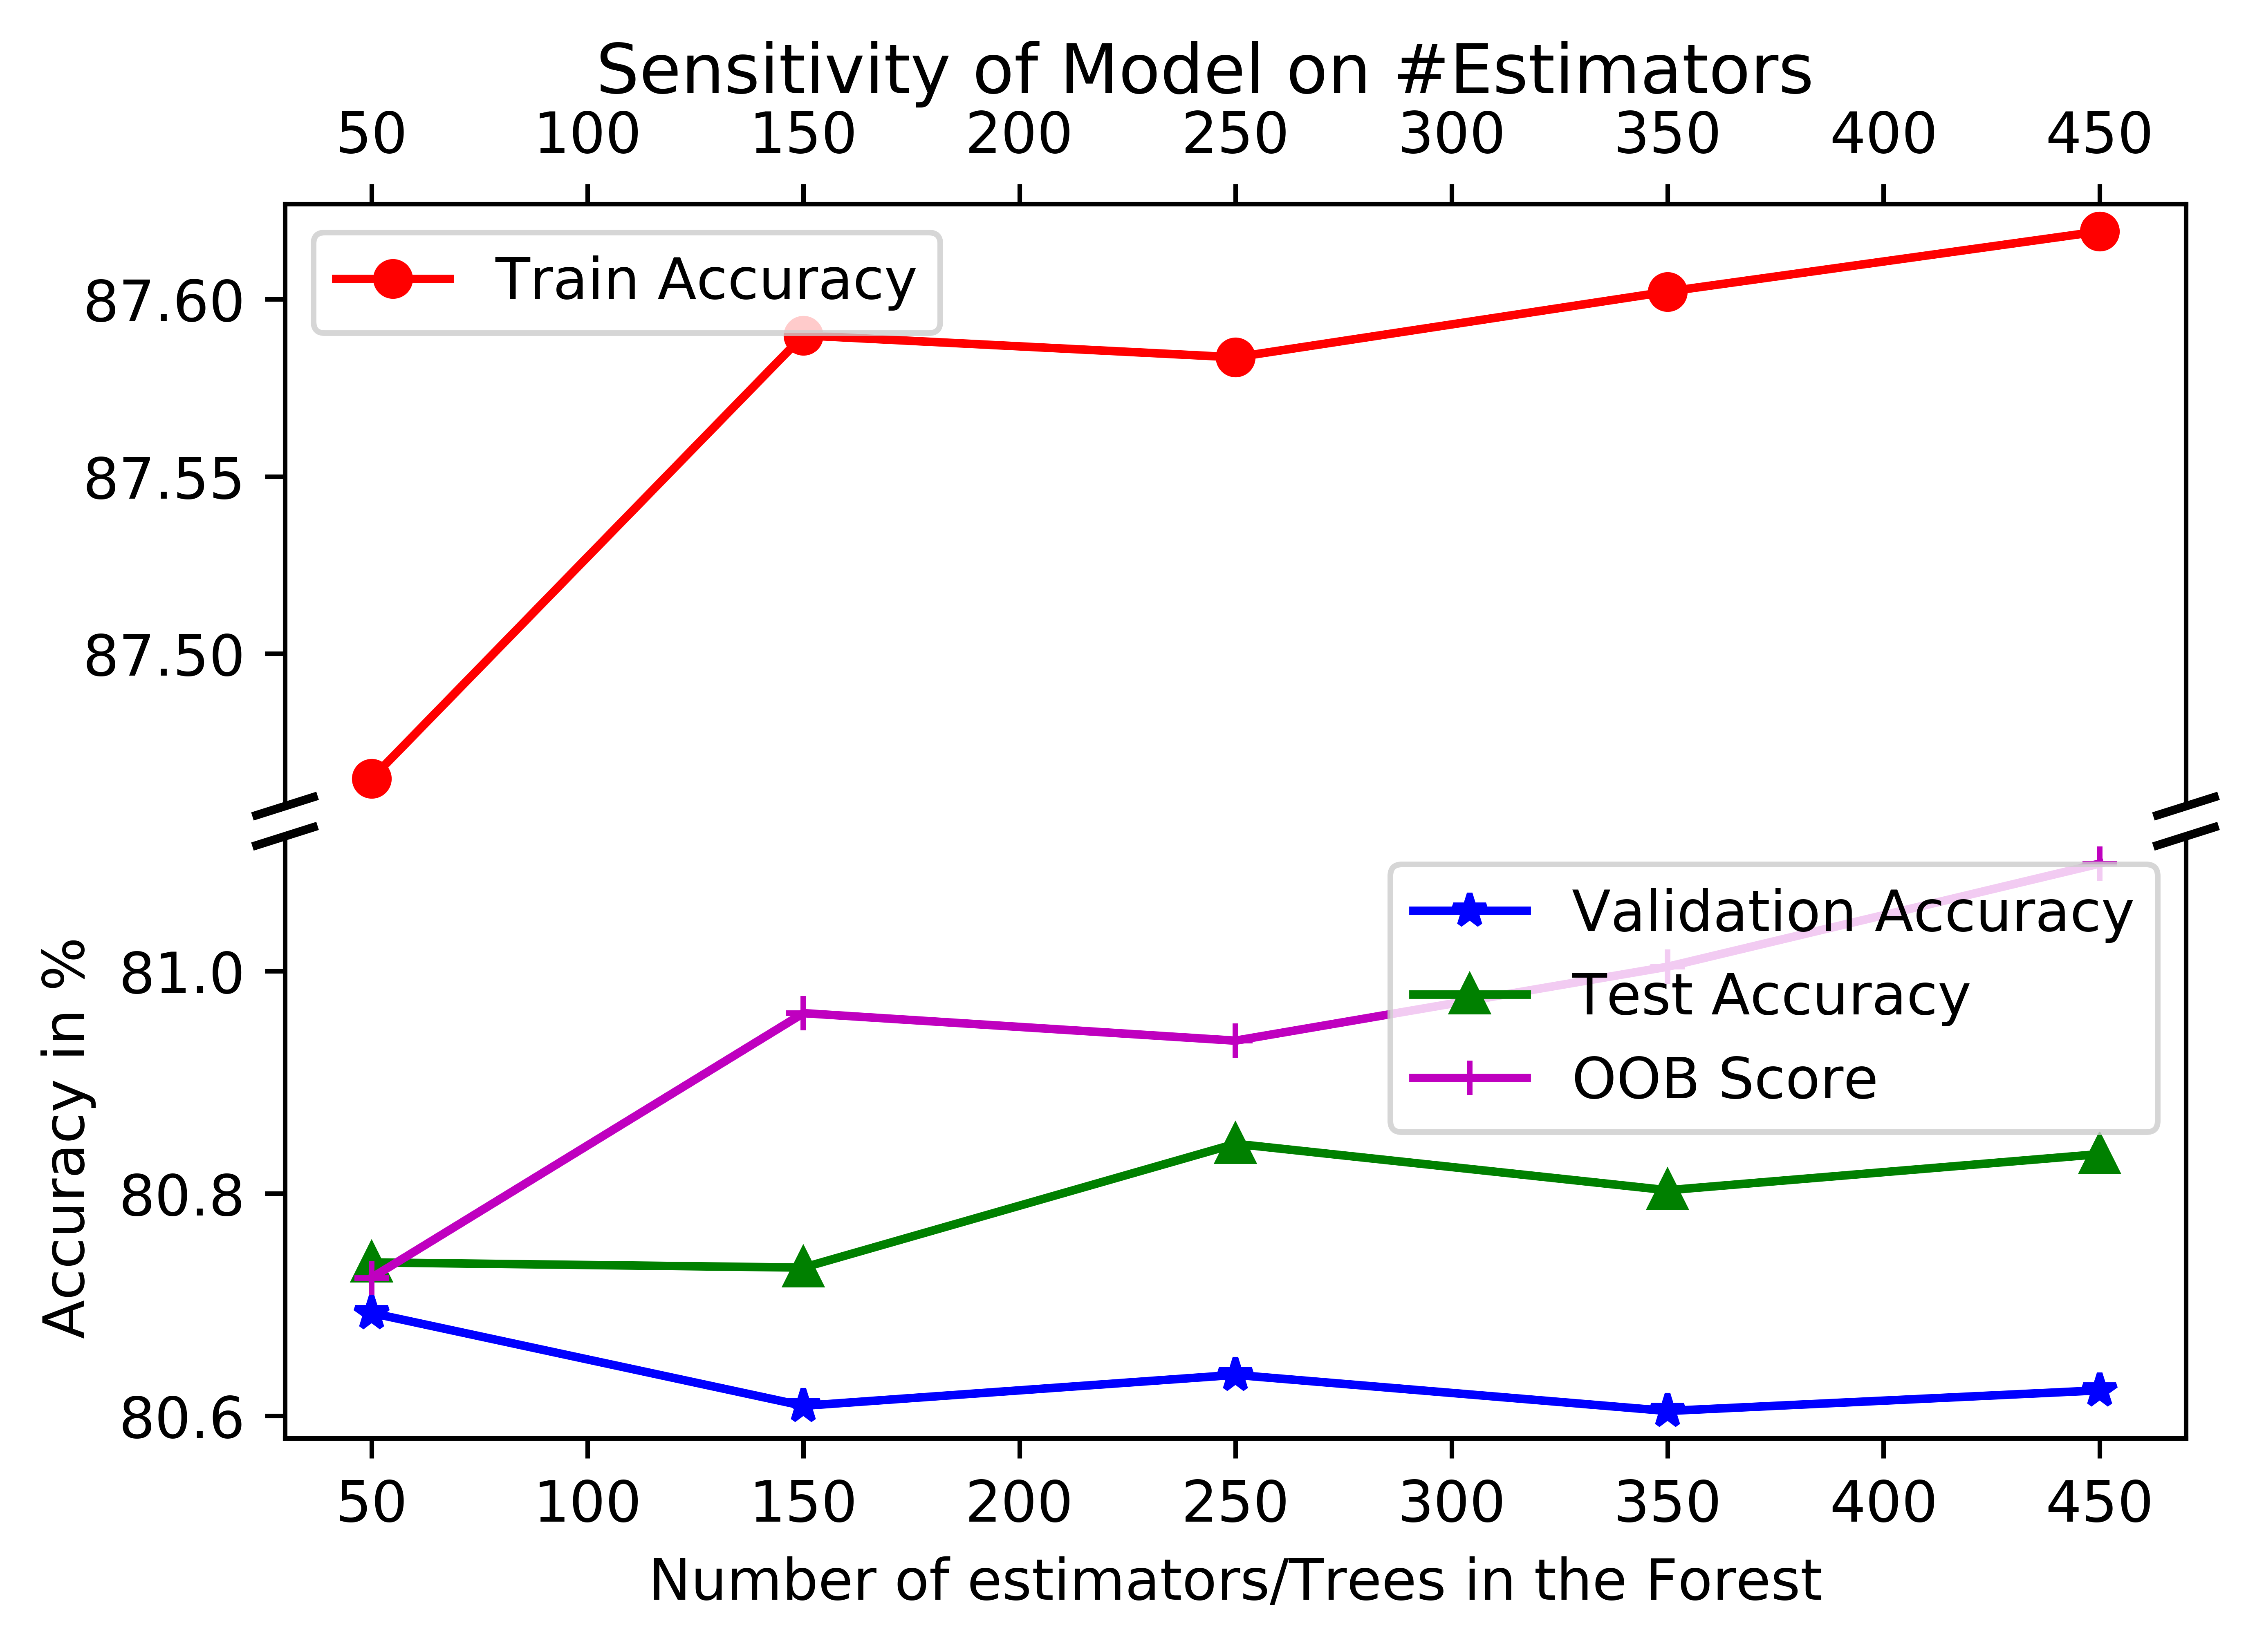 Sensitivity of Model on #Estimators
50 100 150 200 250 300 350 400 450
Train Accuracy
87.60
87.55
87.50
Validation Accuracy
Test Accuracy
OOB Score
81.0
80.8
80.6
Accuracy in %
50 100 150 200 250 300 350 400 450
Number of estimators/Trees in the Forest